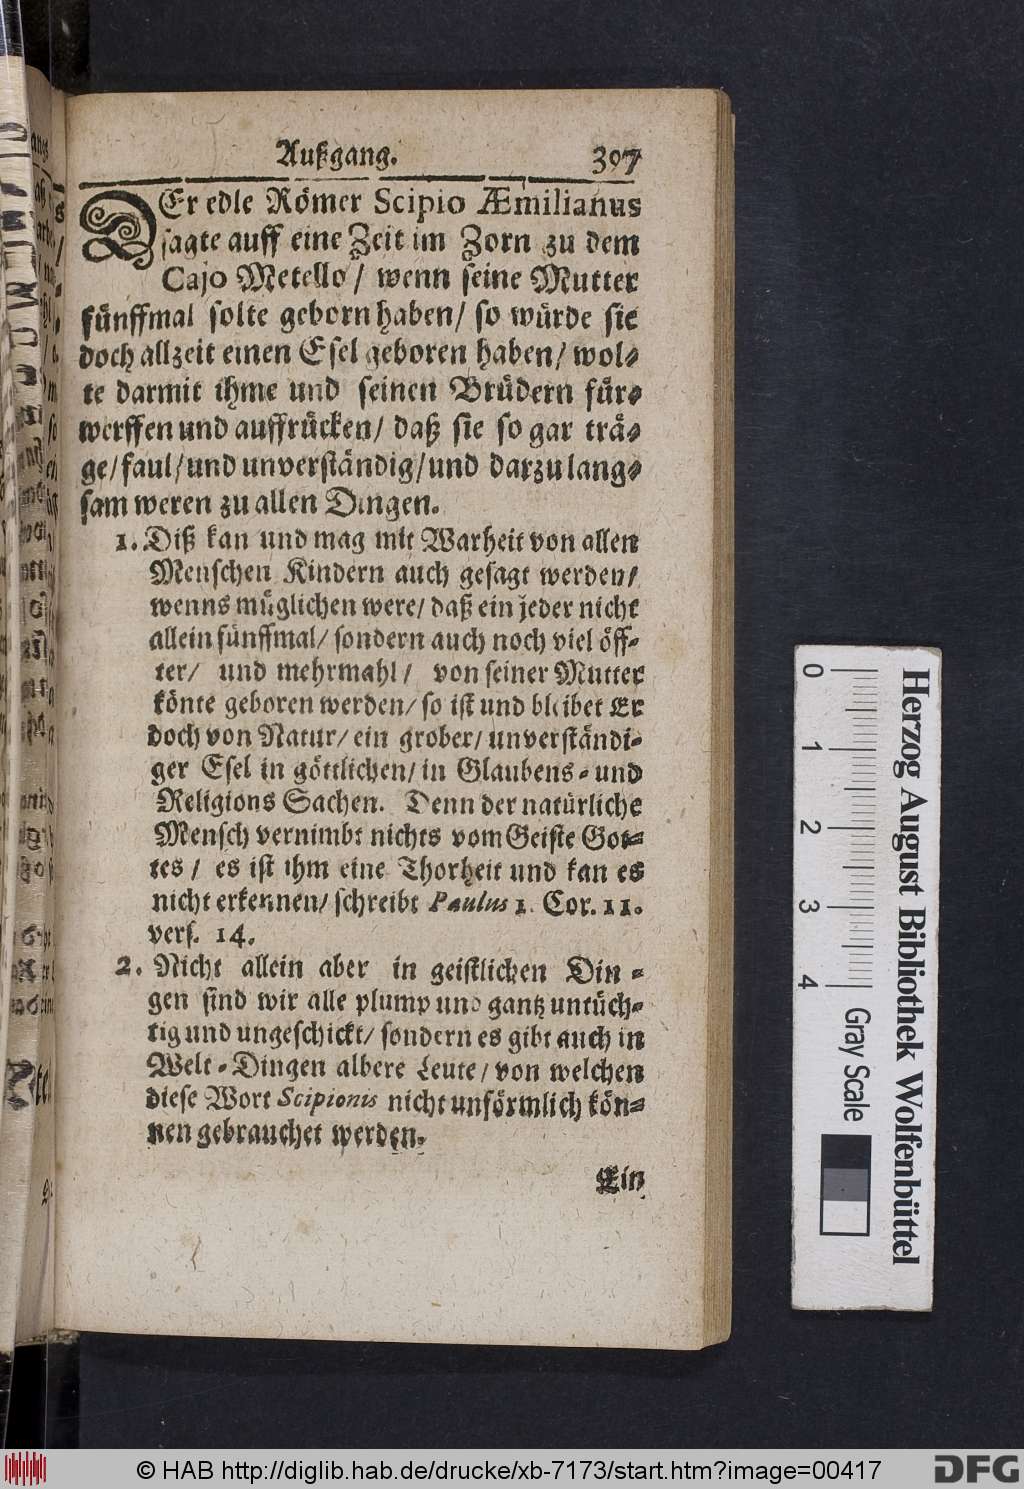 Außgang. 307
DEr edle Römer Scipio Æmilianus
sagte auff eine Zeit im Zorn zu dem
Cajo Metello / wenn seine Mutter
fünffmal solte geborn haben / so würde sie
doch allzeit einen Esel geboren haben / wol-
te darmit ihme und seinen Brüdern für-
werffen und auffrücken / daß sie so gar trä-
ge / faul / und unverständig / und darzu lang-
sam weren zu allen Dingen.
1. Diß kan und mag mit Warheit von allen
Menschen Kindern auch gesagt werden /
wenns müglichen were / daß ein jeder nicht
allein fünffmal / sondern auch noch viel öff-
ter / und mehrmahl / von seiner Mutter
könte geboren werden / so ist und bleibet Er
doch von Natur / ein grober / unverständi-
ger Esel in göttlichen / in Glaubens- und
Religions Sachen. Denn der natürliche
Mensch vernimbt nichts vom Geiste Got-
tes / es ist ihm eine Thorheit und kan es
nicht erkennen / schreibt Paulus 1. Cor. 11.
vers. 14.
2. Nicht allein aber in geistlichen Din-
gen sind wir alle plump und gantz untüch-
tig und ungeschickt / sondern es gibt auch in
Welt-Dingen albere Leute / von welchen
diese Wort Scipionis nicht unförmlich kön-
nen gebrauchet werden.
Ein
0 1 2 3 4
Gray Scale
Herzog August Bibliothek Wolfenbüttel
© HAB http://diglib.hab.de/drucke/xb-7173/start.htm?image=00417
DFG